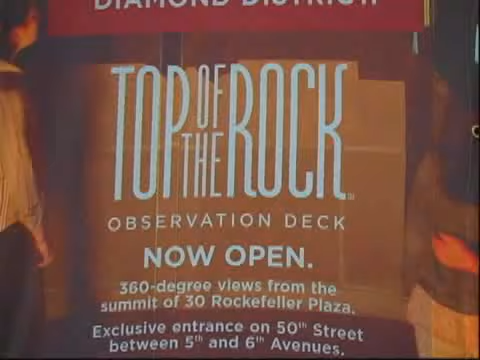 DIAMOND DISTRICT!
TOP OF THE ROCK
OBSERVATION DECK
NOW OPEN.
360-degree views from the
summit of 30 Rockefeller Plaza.
Exclusive entrance on 50th Street
between 5th and 6th Avenues.